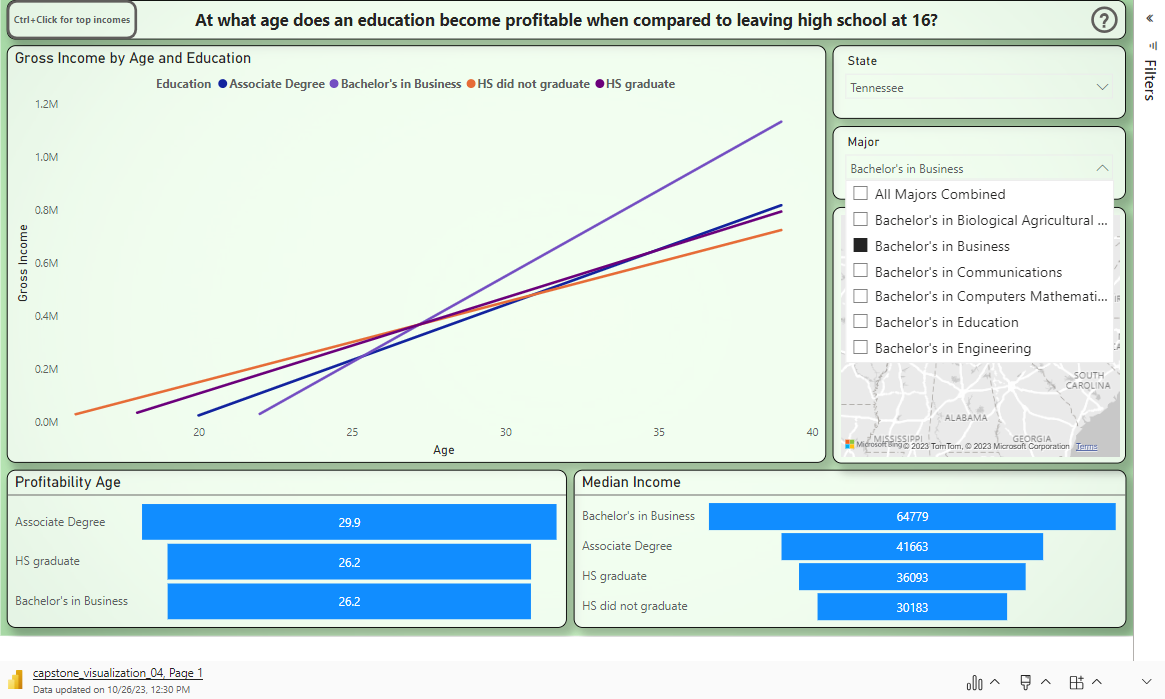 Ctrl+Click for top incomes
At what age does an education become profitable when compared to leaving high school at 16?
?
Filters
Gross Income by Age and Education
Education Associate Degree Bachelor's in Business HS did not graduate HS graduate
Gross Income
1.2M
1.0M
0.8M
0.6M
0.4M
0.2M
0.0M
20 25 30 35 40
Age
State
Tennessee
Major
Bachelor's in Business
All Majors Combined
Bachelor's in Biological Agricultural ...
Bachelor's in Business
Bachelor's in Communications
Bachelor's in Computers Mathemati...
Bachelor's in Education
Bachelor's in Engineering
SOUTH
CAROLINA
ALABAMA
MISSISSIPPI
GEORGIA
Microsoft Bing
© 2023 TomTom, © 2023 Microsoft Corporation Terms
Profitability Age
Associate Degree 29.9
HS graduate 26.2
Bachelor's in Business 26.2
Median Income
Bachelor's in Business 64779
Associate Degree 41663
HS graduate 36093
HS did not graduate 30183
capstone_visualization_04, Page 1
Data updated on 10/26/23, 12:30 PM